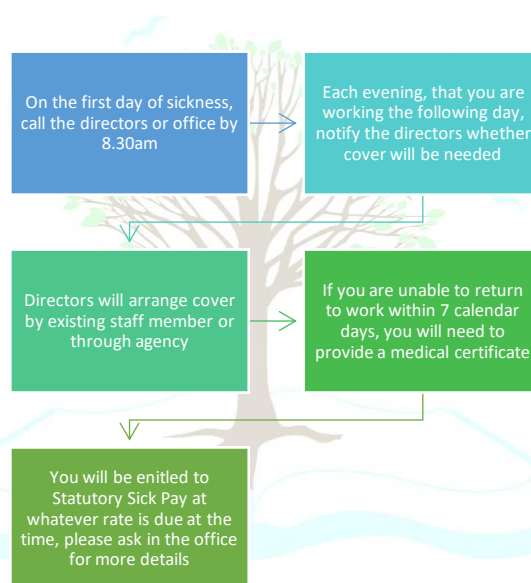 On the first day of sickness,
call the directors or office by
8.30am
Each evening, that you are
working the following day,
notify the directors whether
cover will be needed
Directors will arrange cover
by existing staff member or
through agency
If you are unable to return
to work within 7 calendar
days, you will need to
provide a medical certificate
You will be enitled to
Statutory Sick Pay at
whatever rate is due at the
time, please ask in the office
for more details